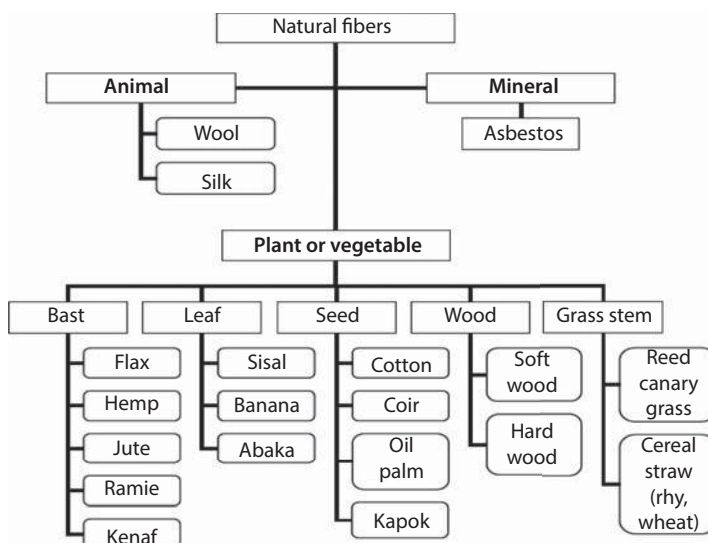 Natural fibers
Animal
Mineral
Wool
Silk
Asbestos
Plant or vegetable
Bast
Leaf
Seed
Wood
Grass stem
Flax
Hemp
Jute
Ramie
Kenaf
Sisal
Banana
Abaka
Cotton
Coir
Oil
palm
Kapok
Soft
wood
Hard
wood
Reed
canary
grass
Cereal
straw
(rhy,
wheat)